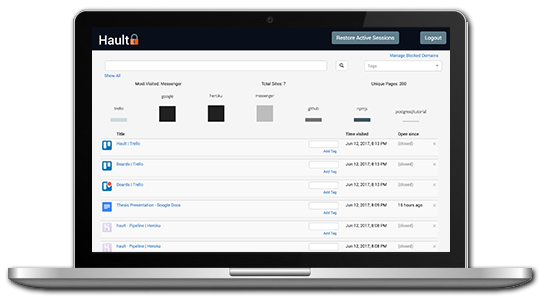 Hault
Restore Active Sessions
Logout
Manage Blocked Domains
Tags
Show All
Most Visited: Messenger
Total Sites: 7
Unique Pages: 200
trello
google
heroku
messenger
github
npmjs
postgresqltutorial
Title
Time visited
Open since
Hault | Trello
Jun 12, 2017, 8:13 PM
(closed)
x
Add Tag
Boards | Trello
Jun 12, 2017, 8:13 PM
(closed)
x
Add Tag
Boards | Trello
Jun 12, 2017, 8:13 PM
(closed)
x
Add Tag
Thesis Presentation - Google Docs
Jun 12, 2017, 8:09 PM
16 hours ago
x
Add Tag
hault · Pipeline | Heroku
Jun 12, 2017, 8:08 PM
(closed)
x
Add Tag
hault · Pipeline | Heroku
Jun 12, 2017, 8:08 PM
(closed)
x